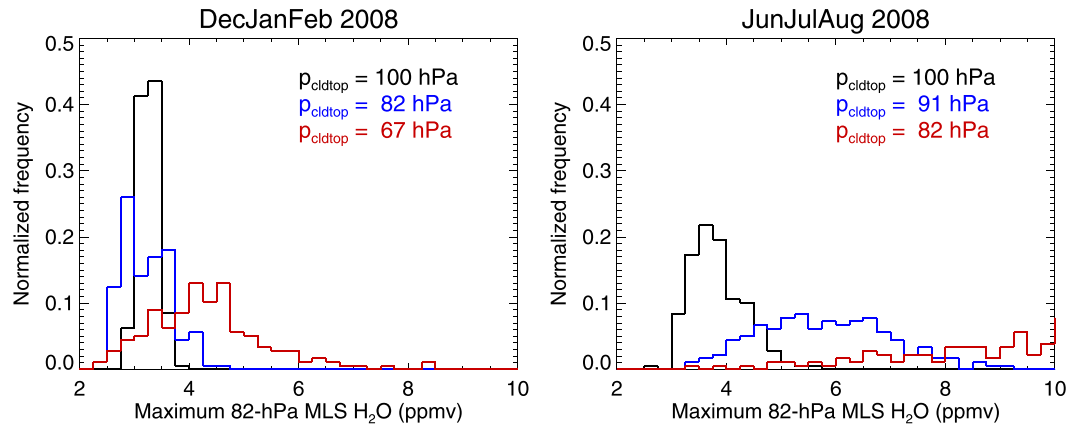 DecJanFeb 2008
0.5
0.4
0.3
0.2
0.1
0.0
Normalized frequency
p_cldtop = 100 hPa
p_cldtop = 82 hPa
p_cldtop = 67 hPa
2 4 6 8 10
Maximum 82-hPa MLS H₂O (ppmv)
JunJulAug 2008
0.5
0.4
0.3
0.2
0.1
0.0
Normalized frequency
p_cldtop = 100 hPa
p_cldtop = 91 hPa
p_cldtop = 82 hPa
2 4 6 8 10
Maximum 82-hPa MLS H₂O (ppmv)